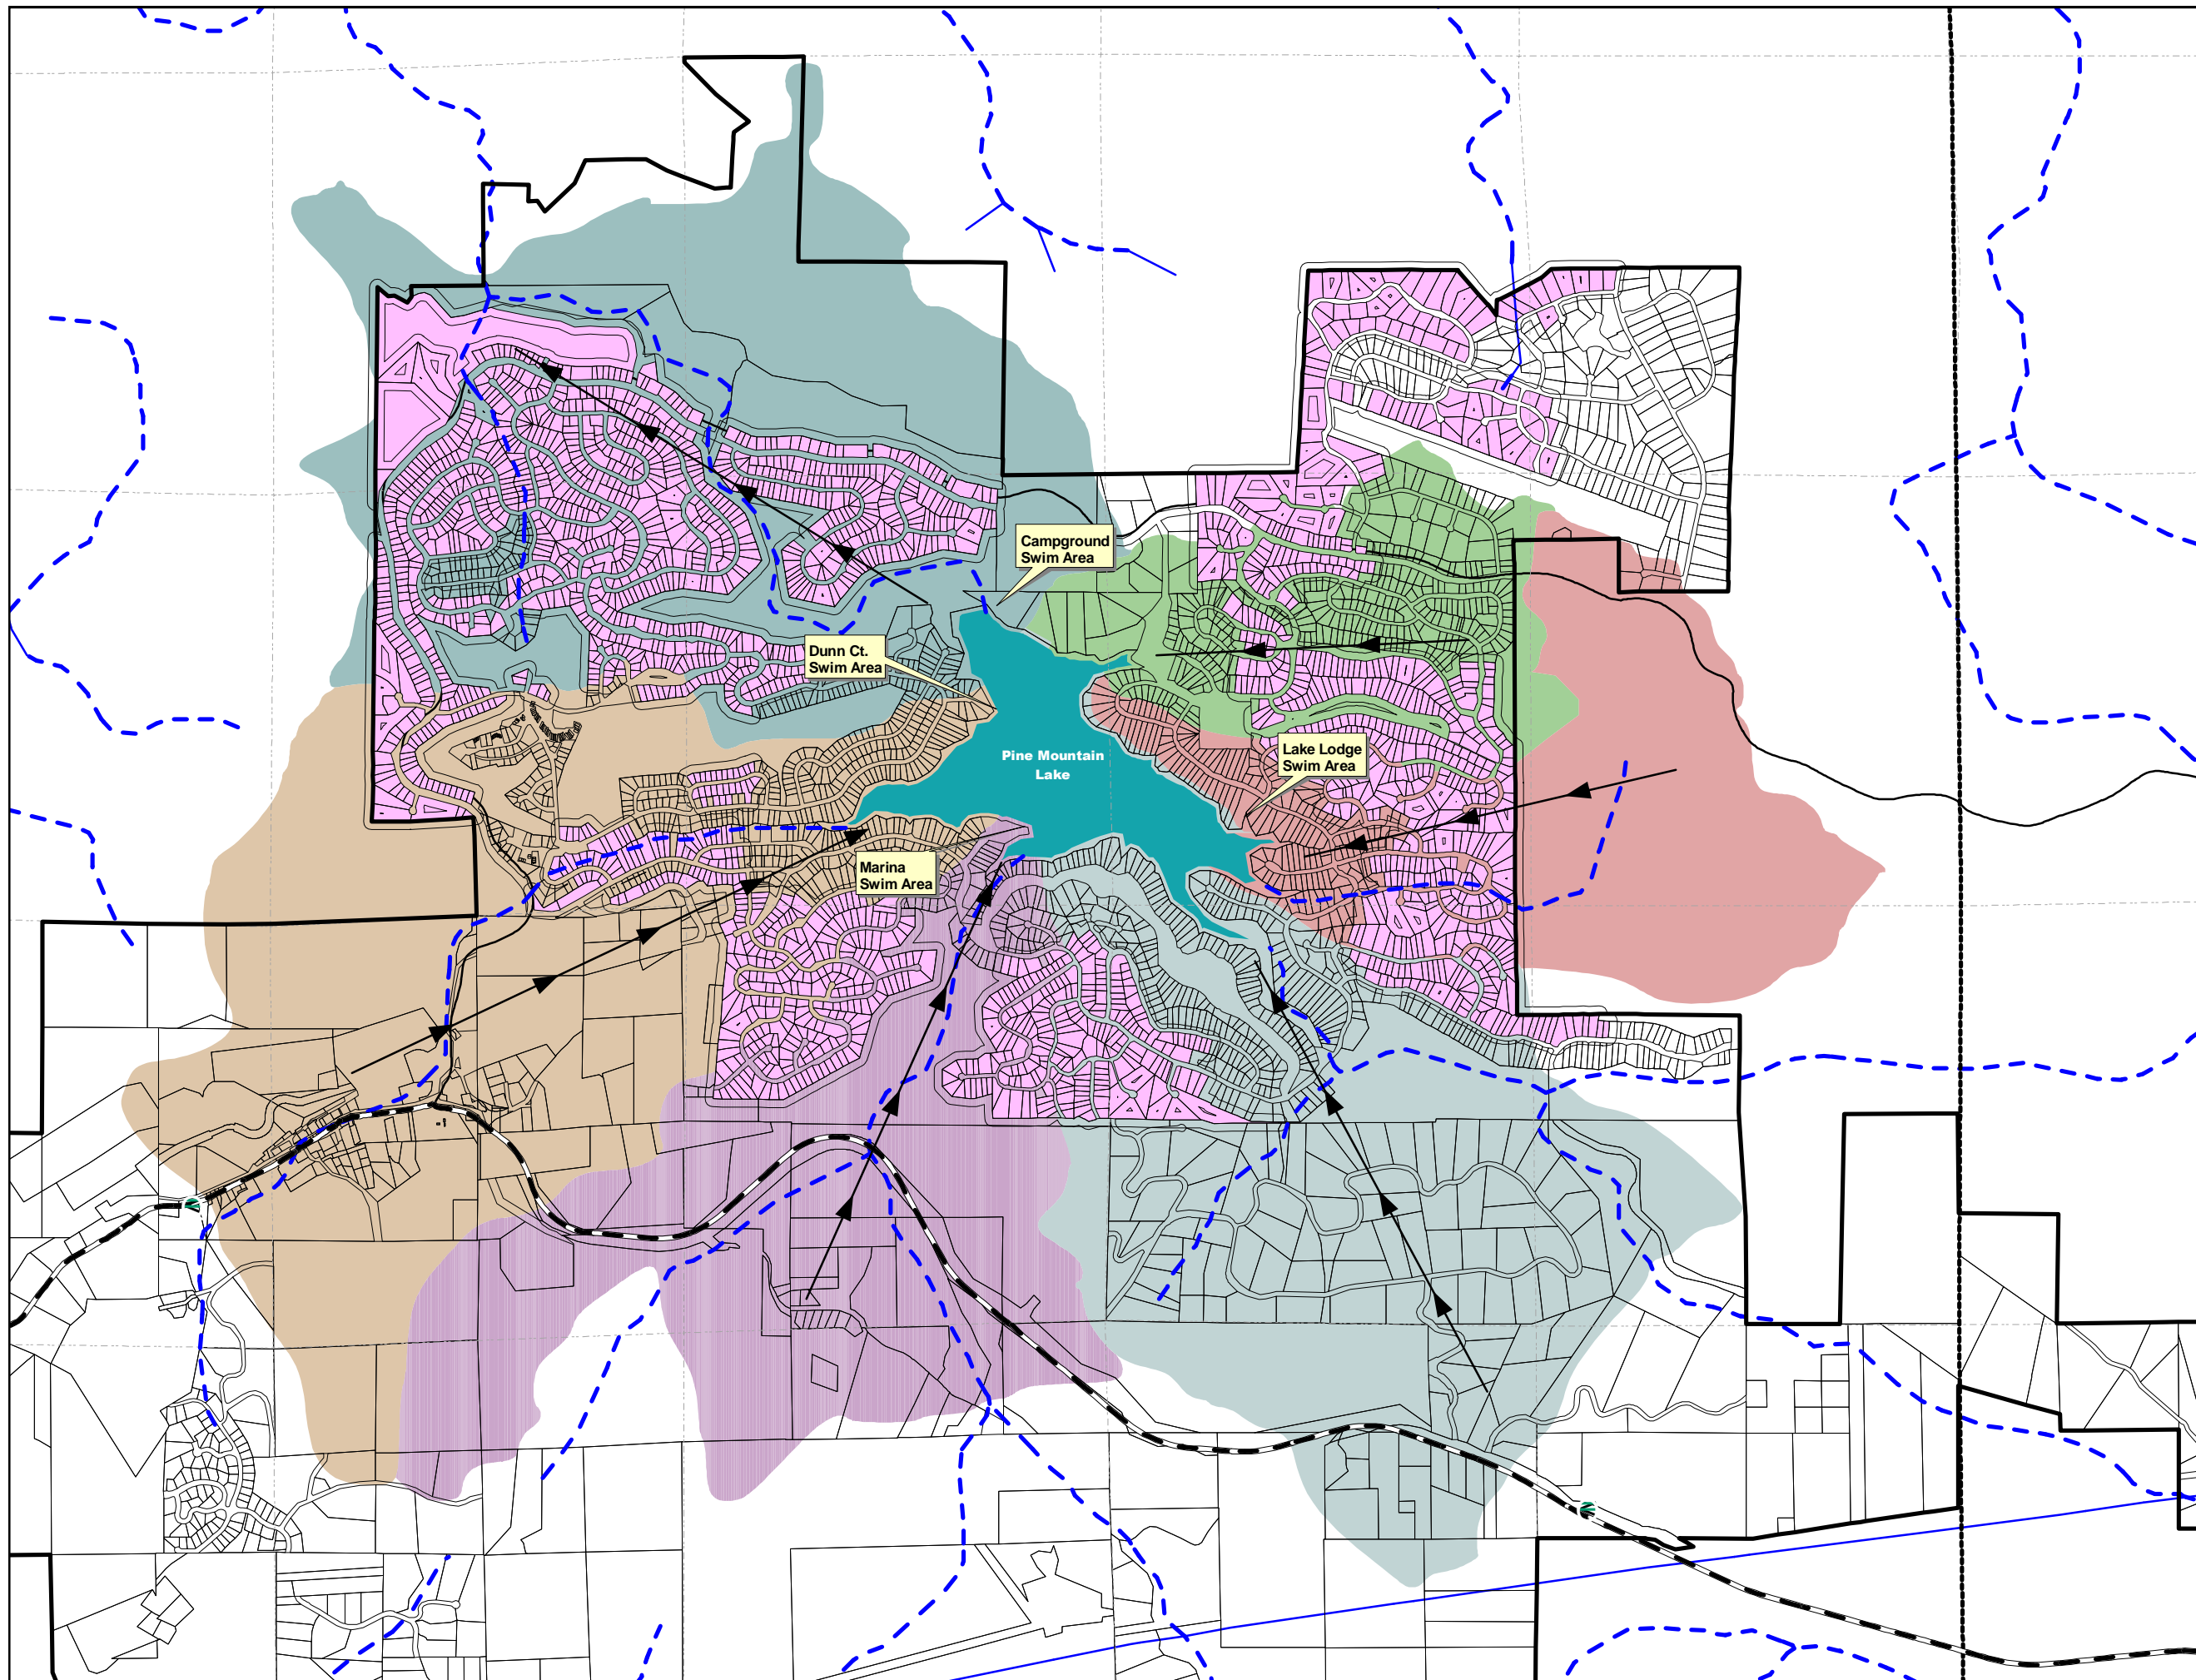 Campground
Swim Area
Dunn Ct.
Swim Area
Pine Mountain
Lake
Lake Lodge
Swim Area
Marina
Swim Area